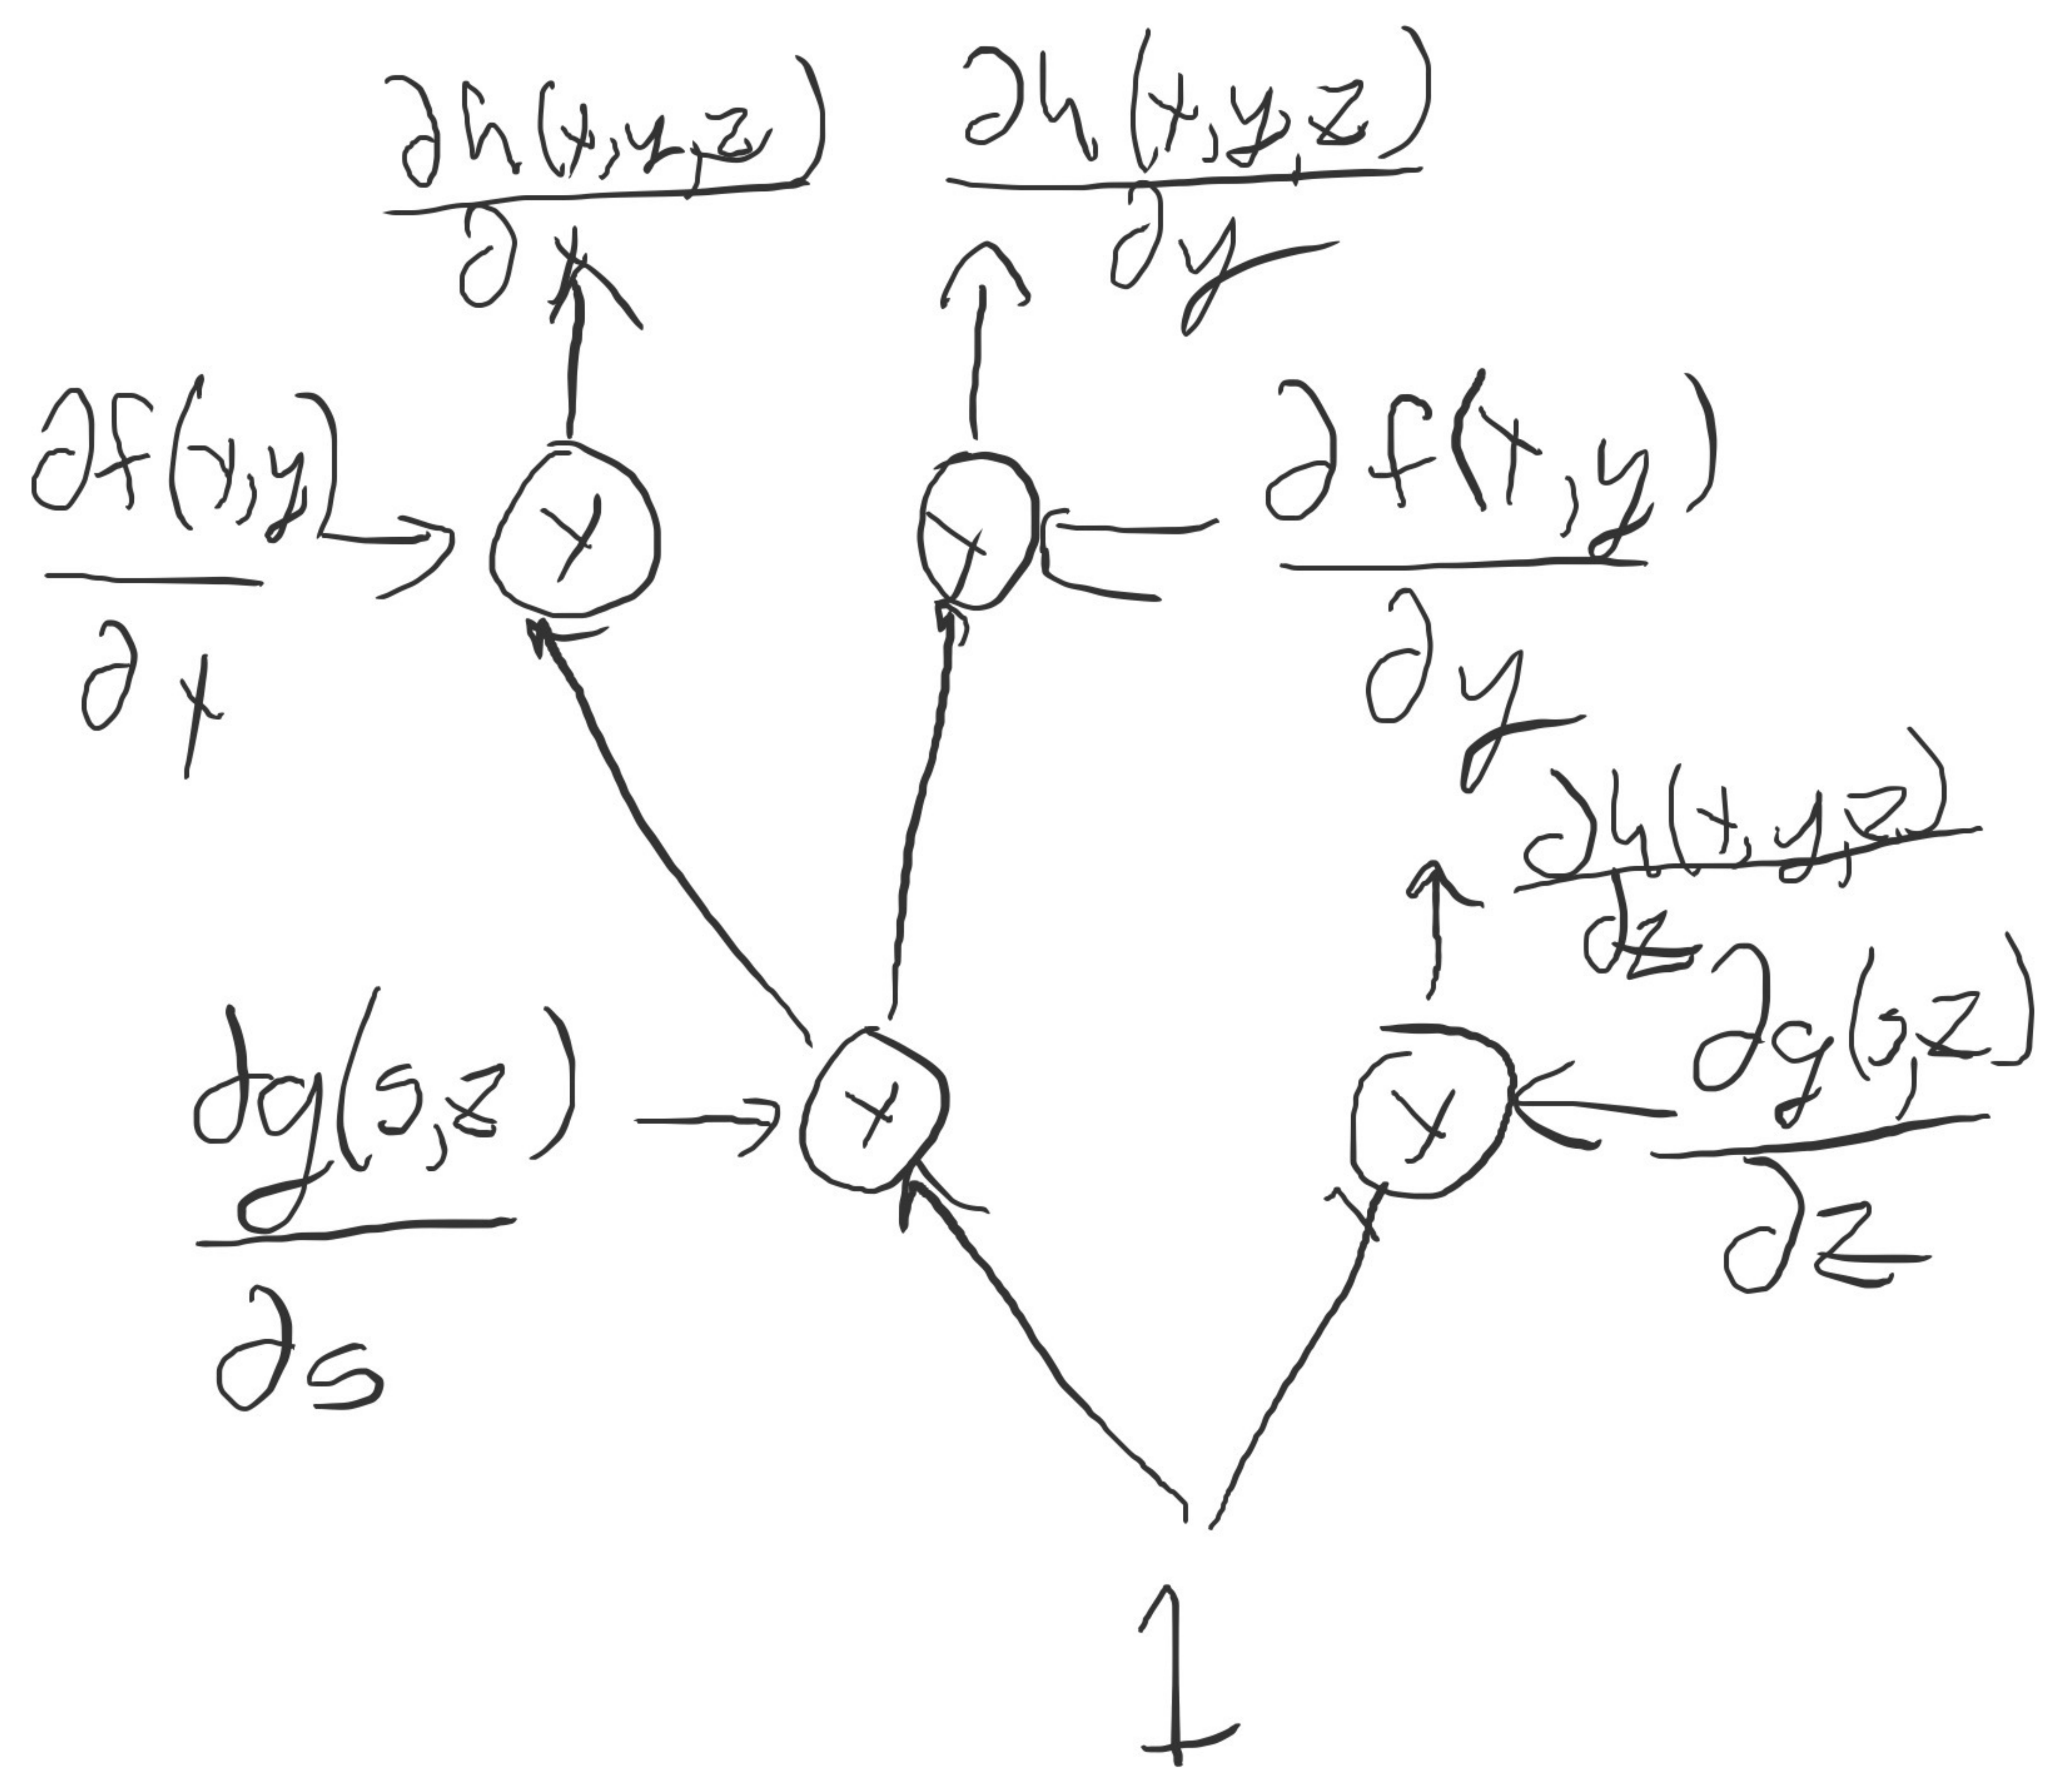 ∂h(x,y,z)
∂x
∂h(x,y,z)
∂y
∂f(x,y)
∂x
×
×
∂f(x,y)
∂y
∂h(x,y,z)
∂z
∂g(s,z)
∂s
×
×
∂g(s,z)
∂z
1